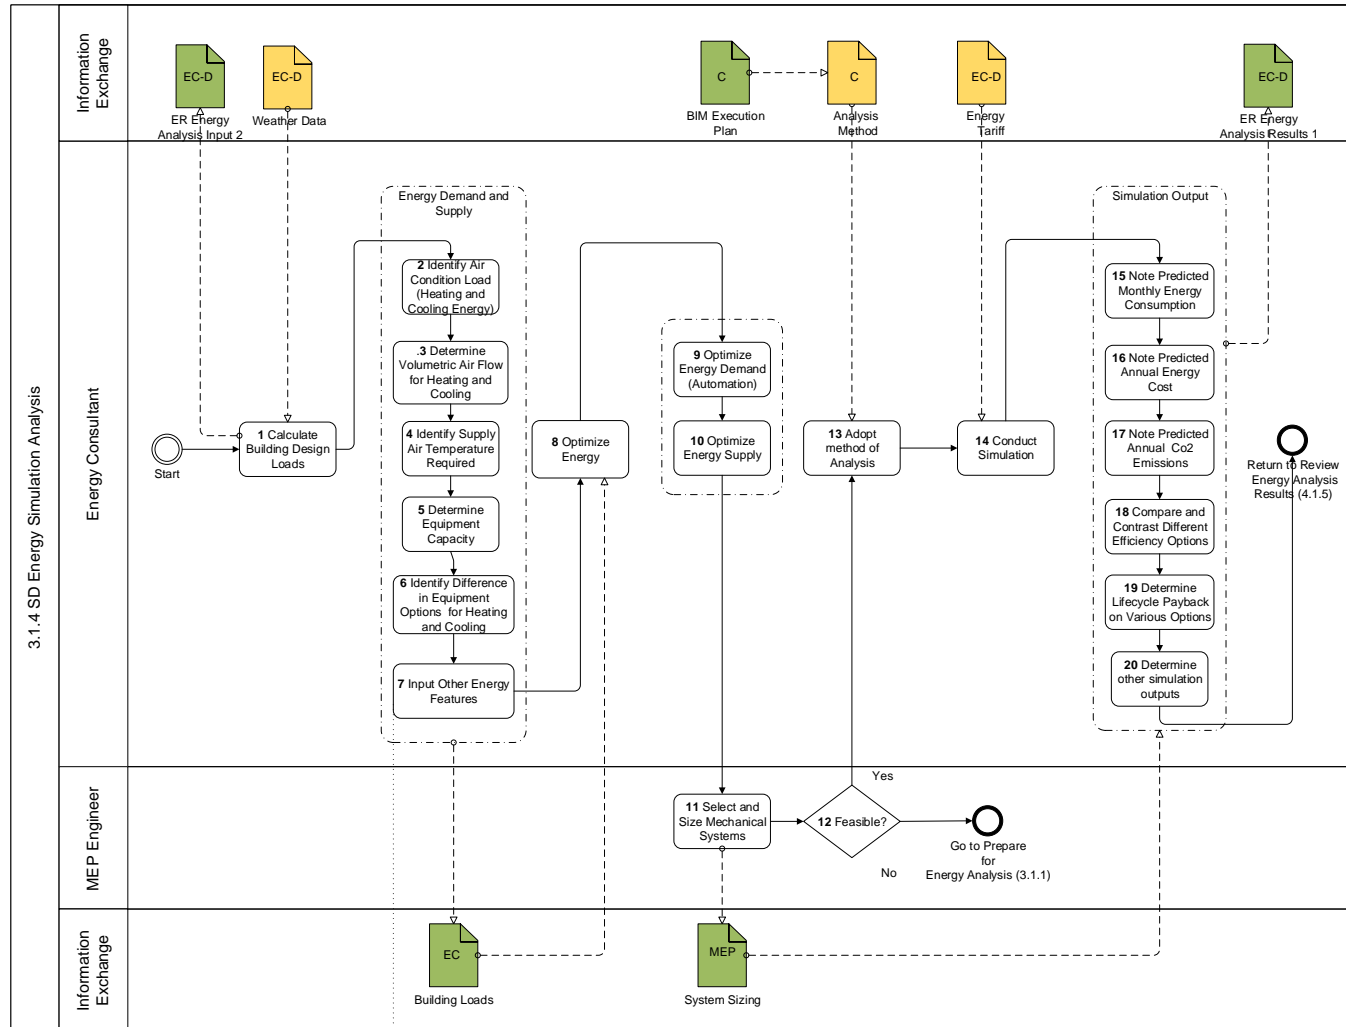 3.1.4 SD Energy Simulation Analysis
Information
Exchange
EC-D
ER Energy
Analysis Input 2
EC-D
Weather Data
C
BIM Execution
Plan
C
Analysis
Method
EC-D
Energy
Tariff
EC-D
ER Energy
Analysis Results 1
Energy Consultant
Start
1 Calculate
Building Design
Loads
Energy Demand and
Supply
2 Identify Air
Condition Load
(Heating and
Cooling Energy)
.3 Determine
Volumetric Air Flow
for Heating and
Cooling
4 Identify Supply
Air Temperature
Required
5 Determine
Equipment
Capacity
6 Identify Difference
in Equipment
Options for Heating
and Cooling
7 Input Other Energy
Features
8 Optimize
Energy
9 Optimize
Energy Demand
(Automation)
10 Optimize
Energy Supply
13 Adopt
method of
Analysis
14 Conduct
Simulation
Simulation Output
15 Note Predicted
Monthly Energy
Consumption
16 Note Predicted
Annual Energy
Cost
17 Note Predicted
Annual Co2
Emissions
18 Compare and
Contrast Different
Efficiency Options
19 Determine
Lifecycle Payback
on Various Options
20 Determine
other simulation
outputs
Return to Review
Energy Analysis
Results (4.1.5)
MEP Engineer
11 Select and
Size Mechanical
Systems
12 Feasible?
Yes
No
Go to Prepare
for
Energy Analysis (3.1.1)
Information
Exchange
EC
Building Loads
MEP
System Sizing